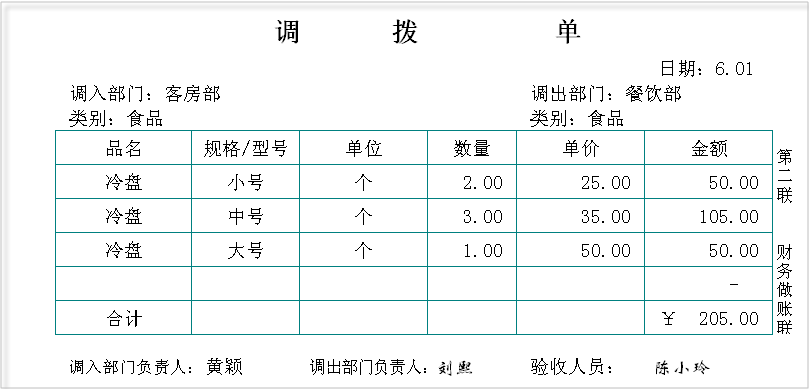 调 拨 单
日期: 6.01
调入部门: 客房部 调出部门: 餐饮部
类别: 食品 类别: 食品
品名 规格/型号 单位 数量 单价 金额
冷盘 小号 个 2.00 25.00 50.00
冷盘 中号 个 3.00 35.00 105.00
冷盘 大号 个 1.00 50.00 50.00
-
合计 ¥ 205.00
第二联 财务做账联
调入部门负责人: 黄颖 调出部门负责人: 刘熙 验收人员: 陈小玲